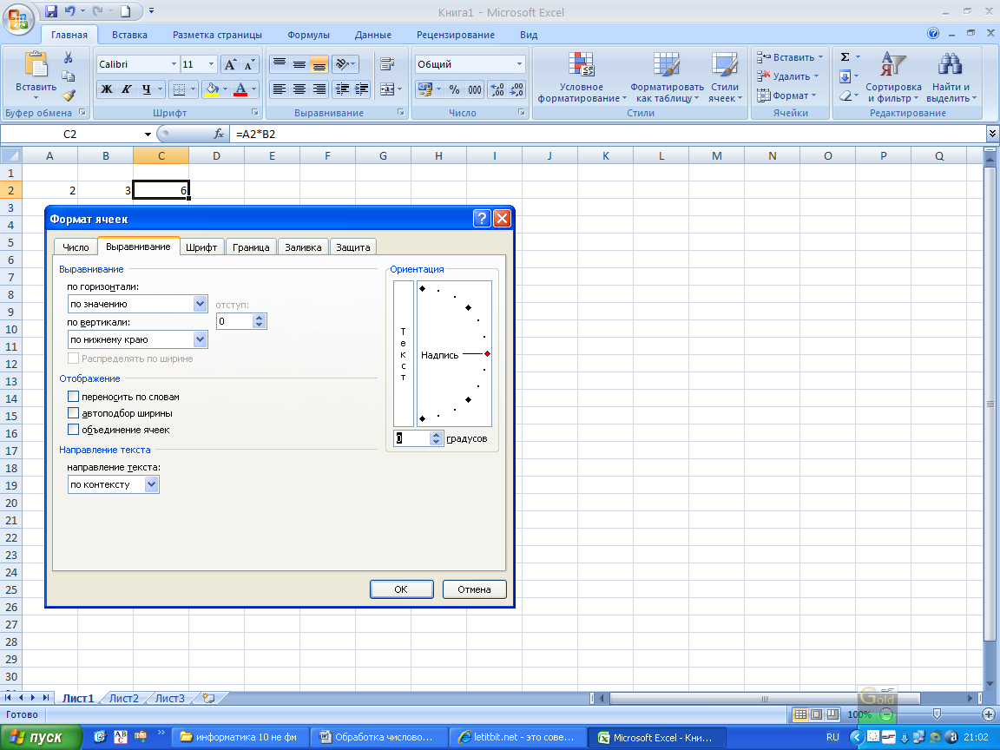 Книга1 - Microsoft Excel
Главная Вставка Разметка страницы Формулы Данные Рецензирование Вид
Вставить
Буфер обмена
Calibri 11
Ж К Ч
Шрифт
Выравнивание
Общий
% 000
Число
Условное форматирование
Форматировать как таблицу
Стили ячеек
Стили
Вставить
Удалить
Формат
Ячейки
Сортировка и фильтр
Найти и выделить
Редактирование
C2 fx =A2*B2
A B C D E F G H I J K L M N O P Q
1
2 2 3 6
3
4
5
6
7
8
9
10
11
12
13
14
15
16
17
18
19
20
21
22
23
24
25
26
27
28
29
30
Формат ячеек
Число Выравнивание Шрифт Граница Заливка Защита
Выравнивание
по горизонтали:
по значению
отступ:
0
по вертикали:
по нижнему краю
Распределять по ширине
Отображение
переносить по словам
автоподбор ширины
объединение ячеек
Направление текста
направление текста:
по контексту
Ориентация
Текст
Надпись
0 градусов
ОК Отмена
Лист1 Лист2 Лист3
Готово 100%
Gold
пуск
информатика 10 не фм
Обработка числово...
letitbit.net - это сове...
Microsoft Excel - Кни...
RU 21:02